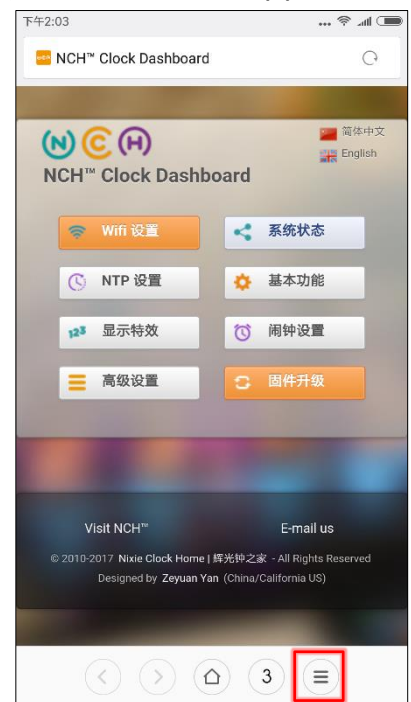 下午2:03
NCH™ Clock Dashboard
N C H
简体中文
English
NCH™ Clock Dashboard
Wifi 设置
系统状态
NTP 设置
基本功能
123 显示特效
闹钟设置
高级设置
固件升级
Visit NCH™ E-mail us
© 2010-2017 Nixie Clock Home | 辉光钟之家 - All Rights Reserved
Designed by Zeyuan Yan (China/California US)
3